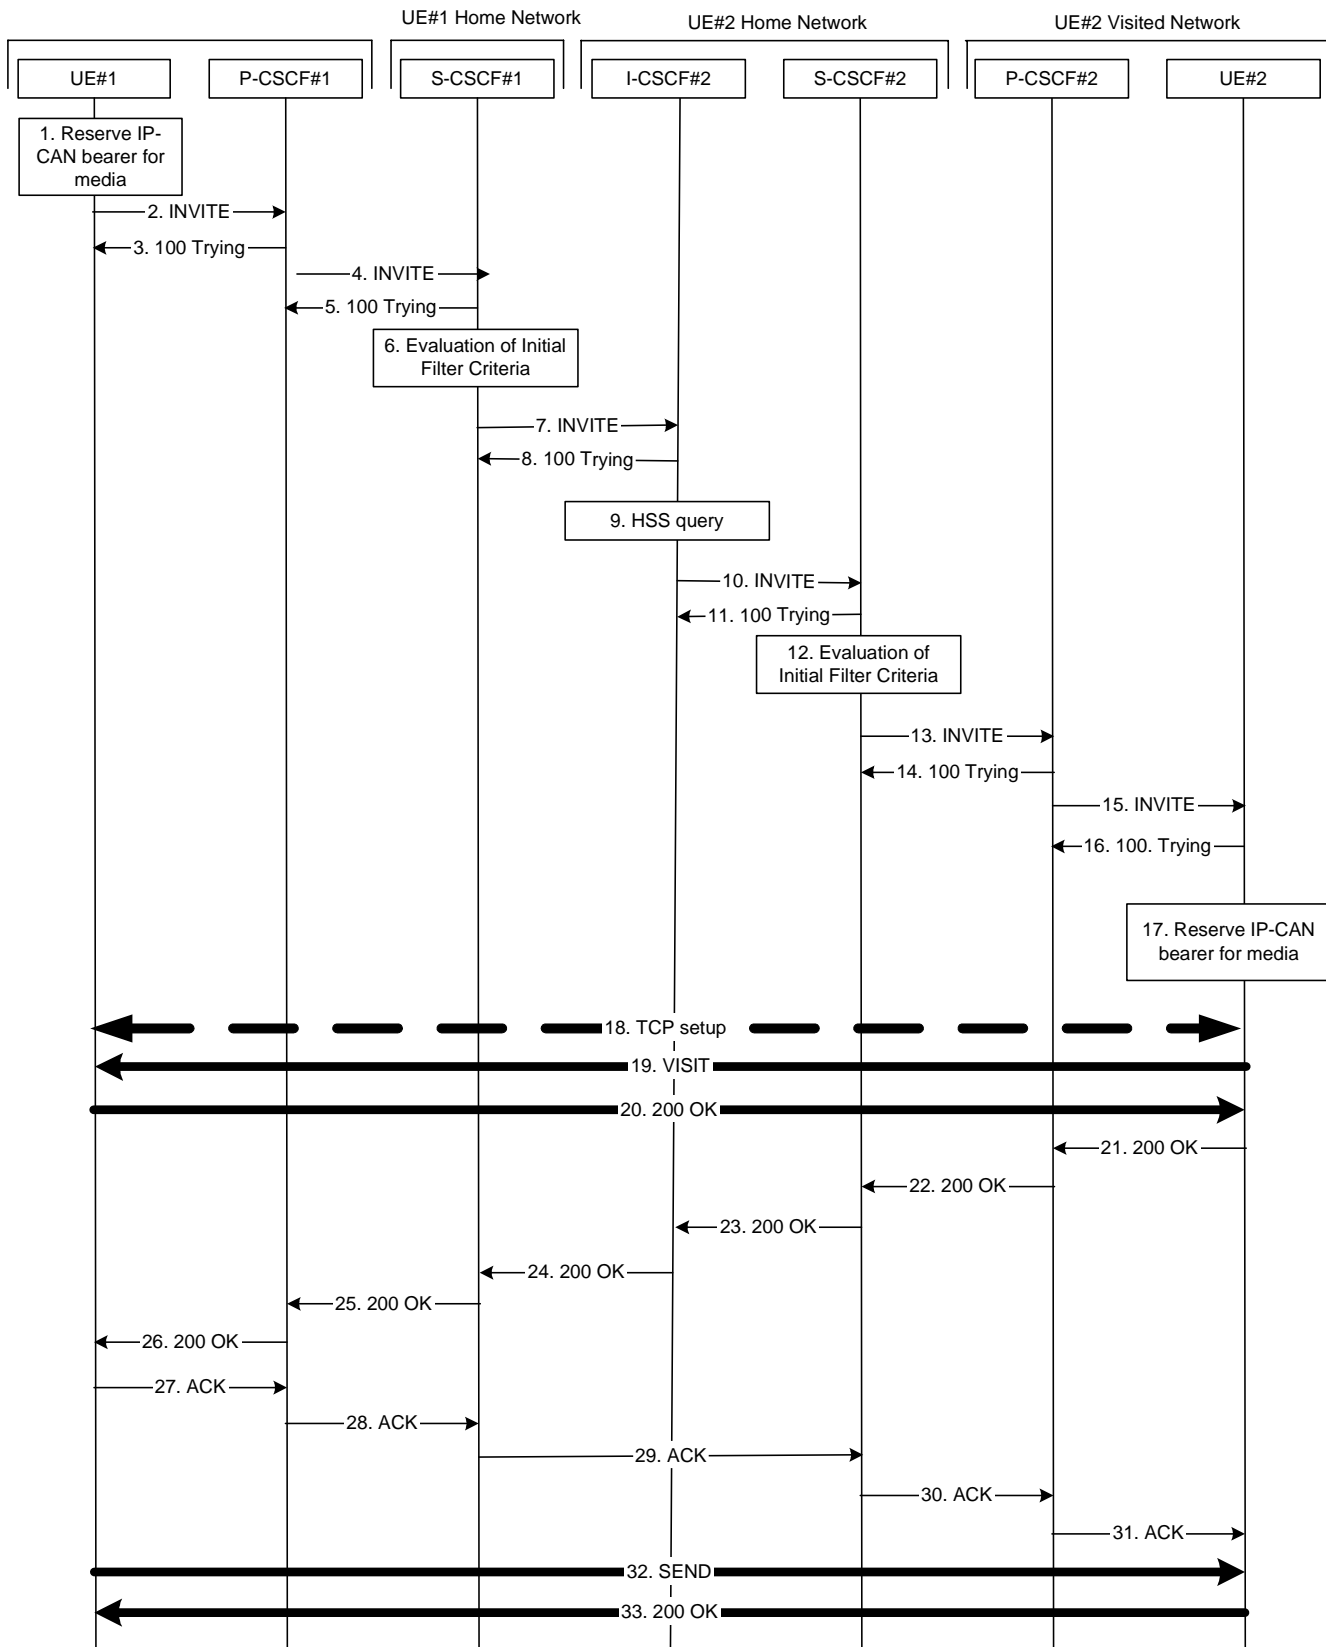 UE#1 Home Network
UE#2 Home Network
UE#2 Visited Network
UE#1
P-CSCF#1
S-CSCF#1
I-CSCF#2
S-CSCF#2
P-CSCF#2
UE#2
1. Reserve IP-
CAN bearer for
media
2. INVITE
3. 100 Trying
4. INVITE
5. 100 Trying
6. Evaluation of Initial
Filter Criteria
7. INVITE
8. 100 Trying
9. HSS query
10. INVITE
11. 100 Trying
12. Evaluation of
Initial Filter Criteria
13. INVITE
14. 100 Trying
15. INVITE
16. 100. Trying
17. Reserve IP-CAN
bearer for media
18. TCP setup
19. VISIT
20. 200 OK
21. 200 OK
22. 200 OK
23. 200 OK
24. 200 OK
25. 200 OK
26. 200 OK
27. ACK
28. ACK
29. ACK
30. ACK
31. ACK
32. SEND
33. 200 OK